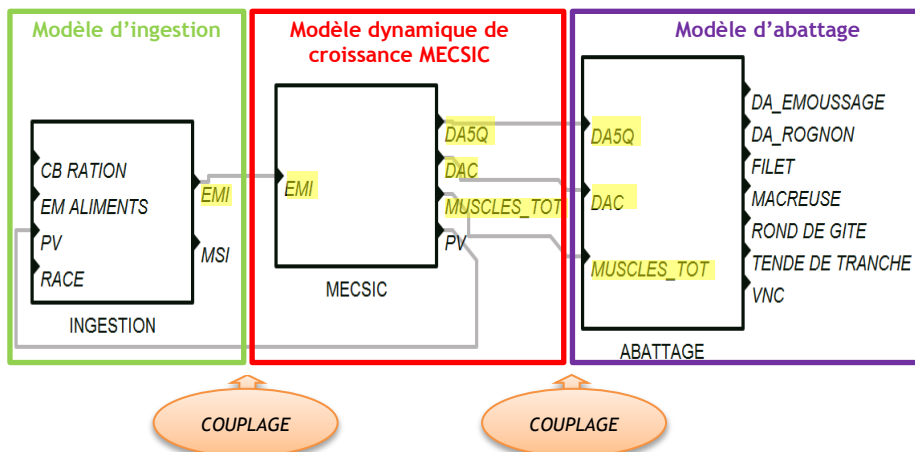 Modèle d'ingestion
Modèle dynamique de
croissance MECSIC
Modèle d'abattage
CB RATION
EM ALIMENTS
PV
RACE
EMI
MSI
INGESTION
EMI
DA5Q
DAC
MUSCLES_TOT
PV
MECSIC
DA5Q
DAC
MUSCLES_TOT
DA_EMOUSSAGE
DA_ROGNON
FILET
MACREUSE
ROND DE GITE
TENDE DE TRANCHE
VNC
ABATTAGE
COUPLAGE
COUPLAGE